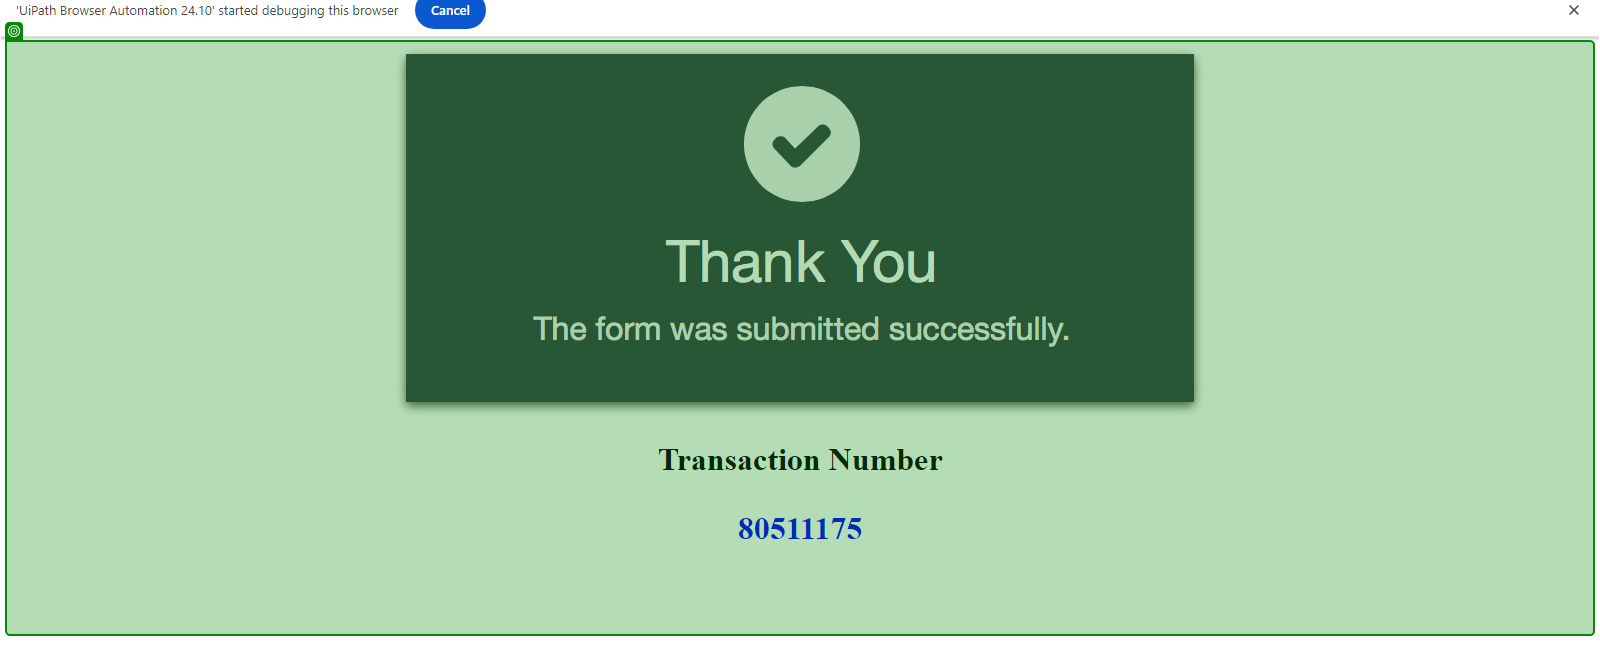 'UiPath Browser Automation 24.10' started debugging this browser Cancel
Thank You
The form was submitted successfully.
Transaction Number
80511175